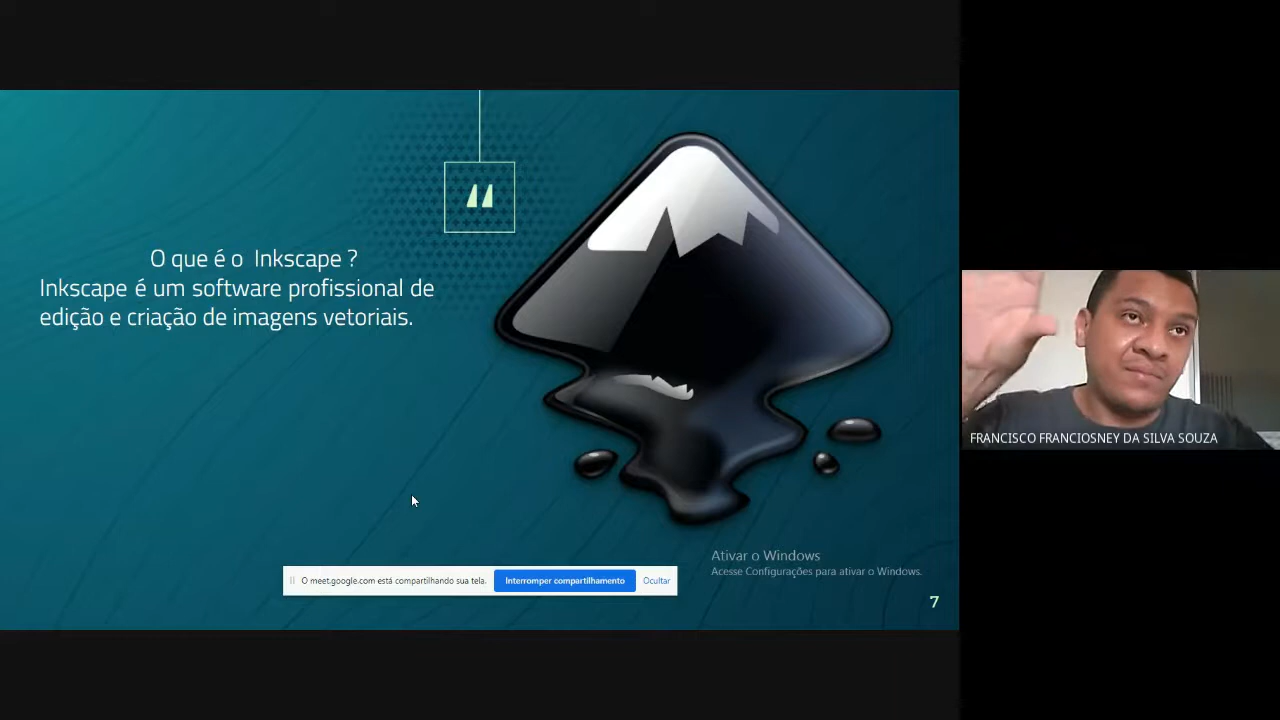 “
O que é o Inkscape ?
Inkscape é um software profissional de
edição e criação de imagens vetoriais.
Ativar o Windows
Acesse Configurações para ativar o Windows.
O meet.google.com está compartilhando sua tela. Interromper compartilhamento Ocultar
7
FRANCISCO FRANCIOSNEY DA SILVA SOUZA